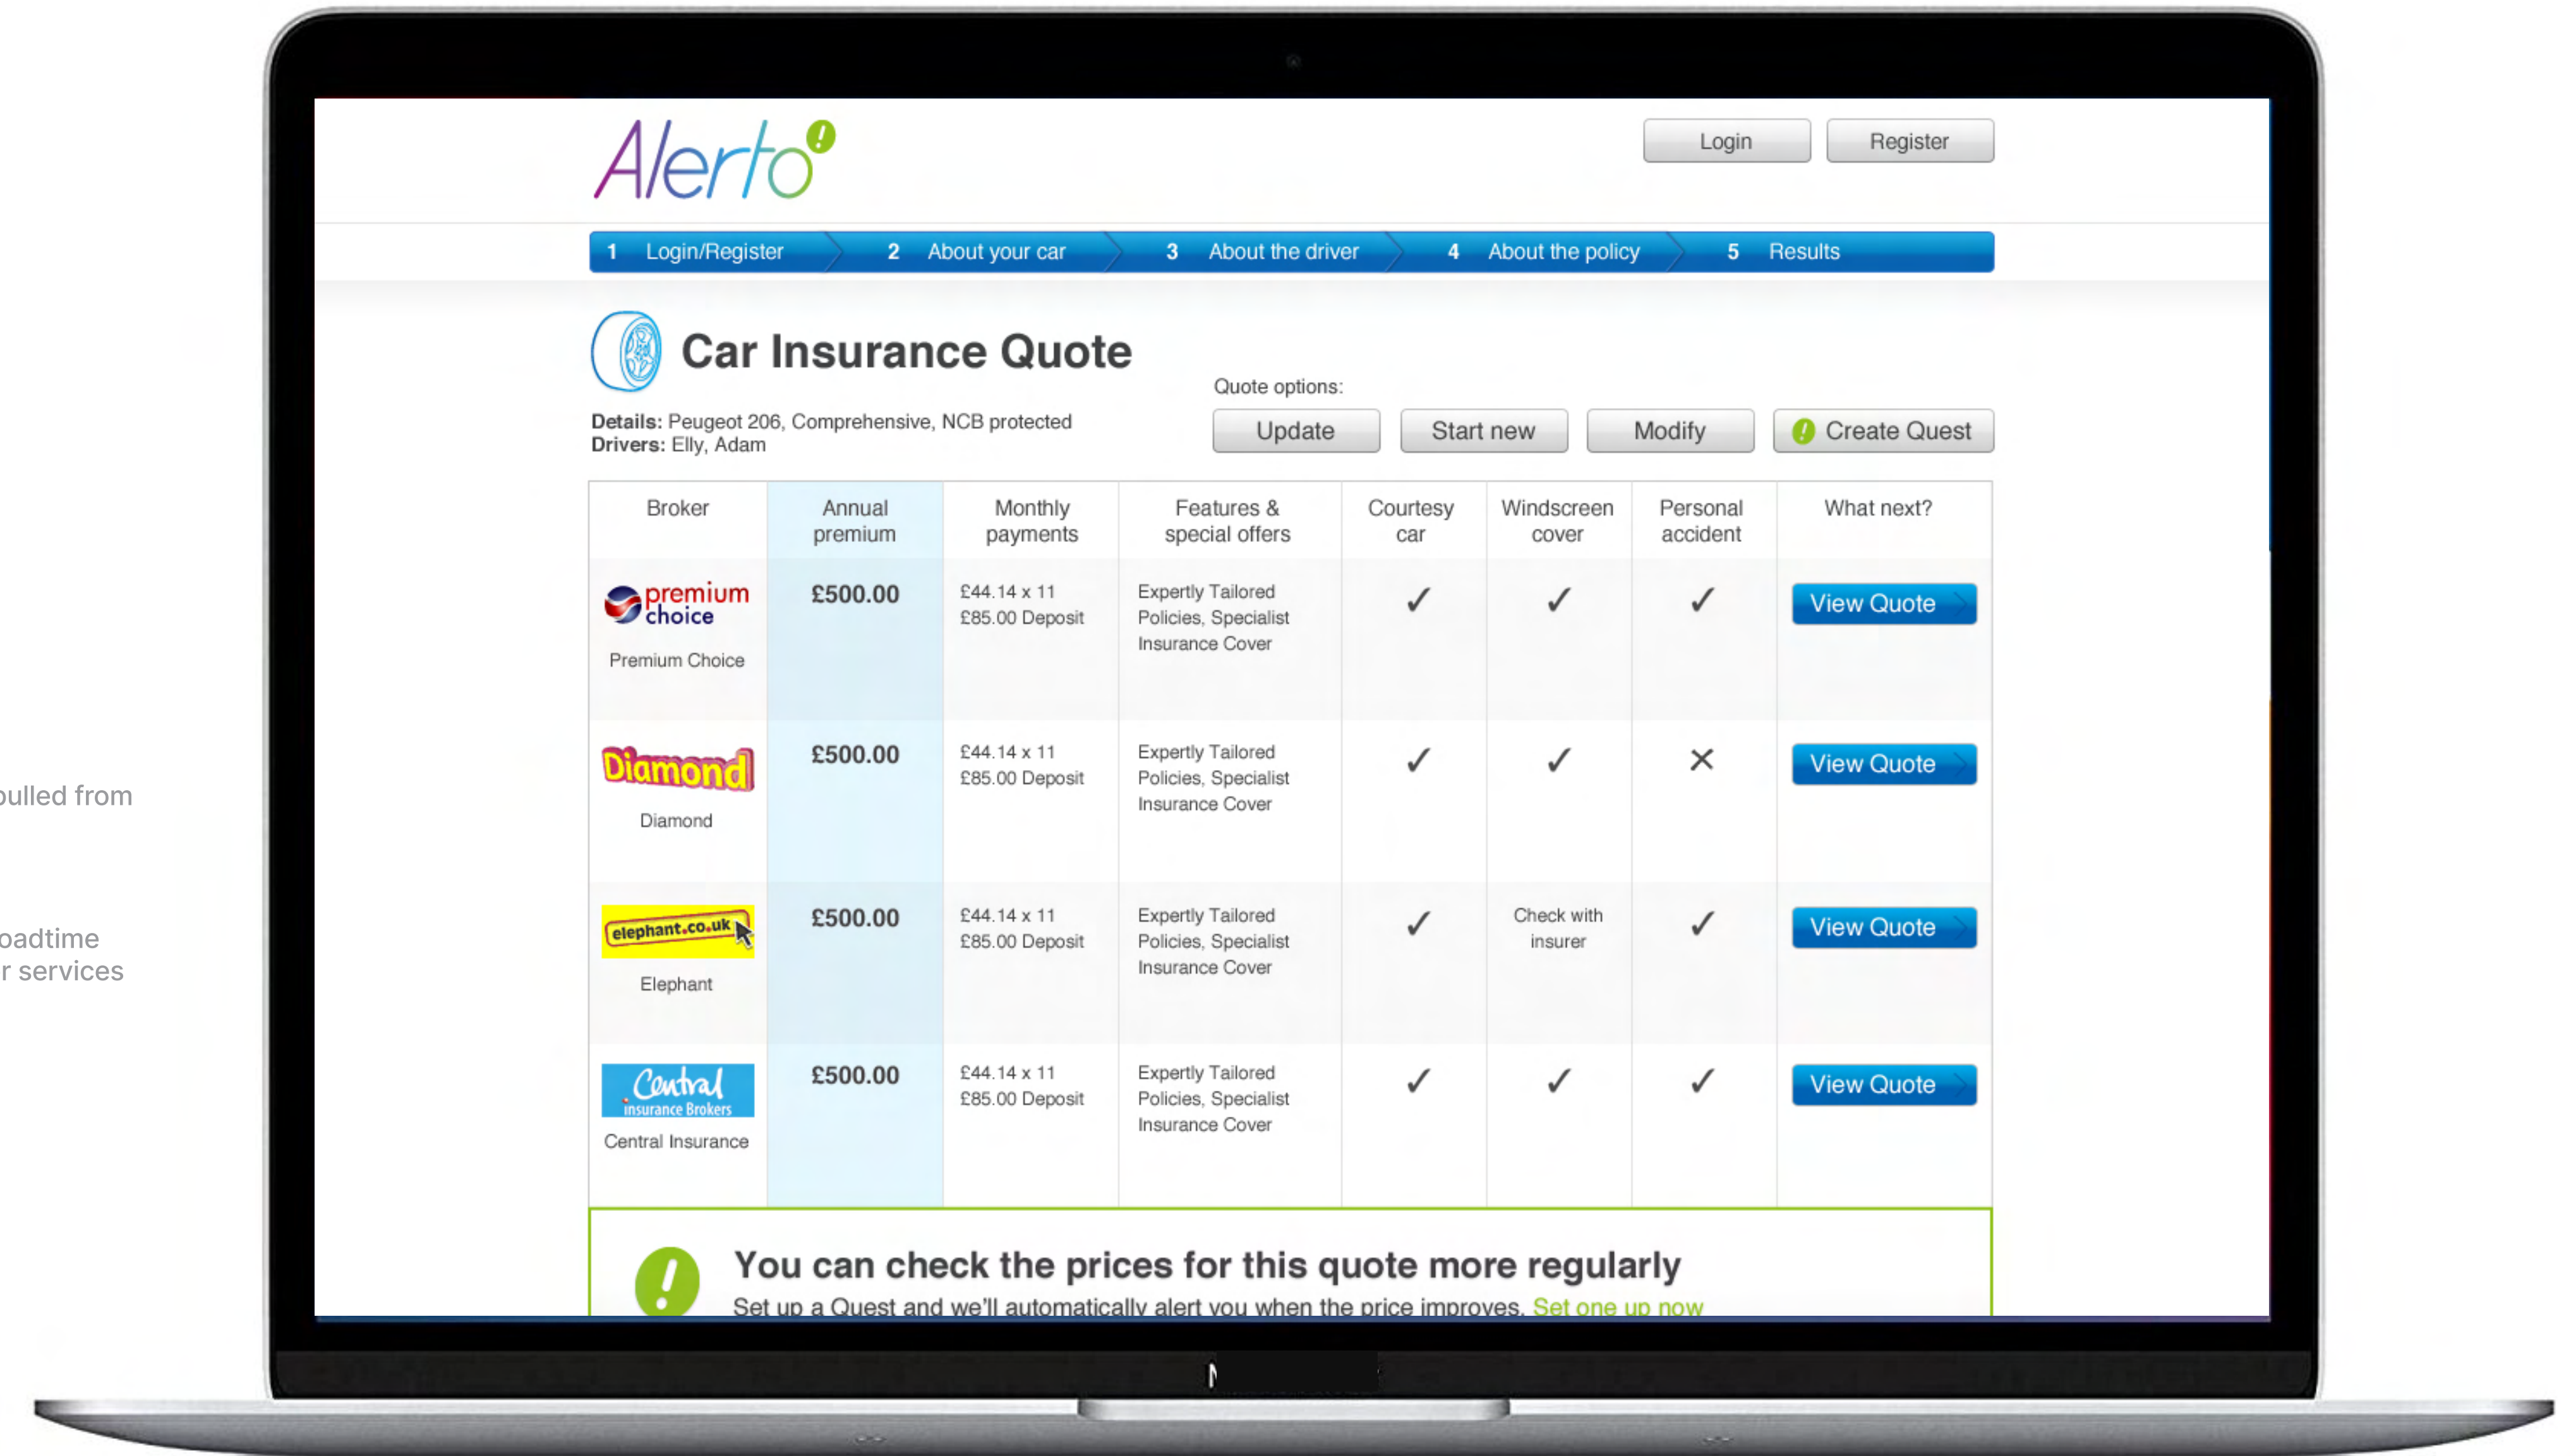 Alerto!
Login
Register
1 Login/Register
2 About your car
3 About the driver
4 About the policy
5 Results
Car Insurance Quote
Details: Peugeot 206, Comprehensive, NCB protected
Drivers: Elly, Adam
Quote options:
Update
Start new
Modify
! Create Quest
Broker
Annual
premium
Monthly
payments
Features &
special offers
Courtesy
car
Windscreen
cover
Personal
accident
What next?
premium
choice
Premium Choice
£500.00
£44.14 x 11
£85.00 Deposit
Expertly Tailored
Policies, Specialist
Insurance Cover
✓
✓
✓
View Quote
Diamond
Diamond
£500.00
£44.14 x 11
£85.00 Deposit
Expertly Tailored
Policies, Specialist
Insurance Cover
✓
✓
✕
View Quote
elephant.co.uk
Elephant
£500.00
£44.14 x 11
£85.00 Deposit
Expertly Tailored
Policies, Specialist
Insurance Cover
✓
Check with
insurer
✓
View Quote
Central
insurance Brokers
Central Insurance
£500.00
£44.14 x 11
£85.00 Deposit
Expertly Tailored
Policies, Specialist
Insurance Cover
✓
✓
✓
View Quote
!
You can check the prices for this quote more regularly
Set up a Quest and we'll automatically alert you when the price improves. Set one up now
from
services